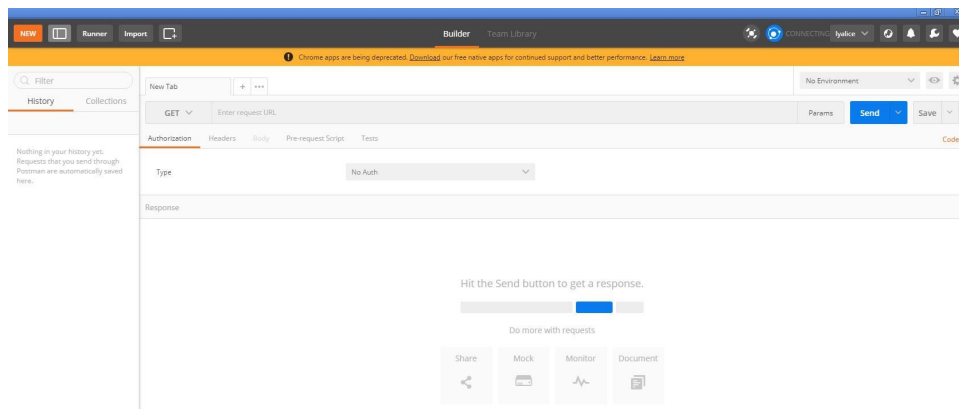 NEW Runner Import Builder Team Library CONNECTING lyalice
Chrome apps are being deprecated. Download our free native apps for continued support and better performance. Learn more
Filter
History Collections
Nothing in your history yet.
Requests that you send through
Postman are automatically saved
here.
New Tab + ••• No Environment
GET Enter request URL Params Send Save
Authorization Headers Body Pre-request Script Tests Code
Type No Auth
Response
Hit the Send button to get a response.
Do more with requests
Share Mock Monitor Document